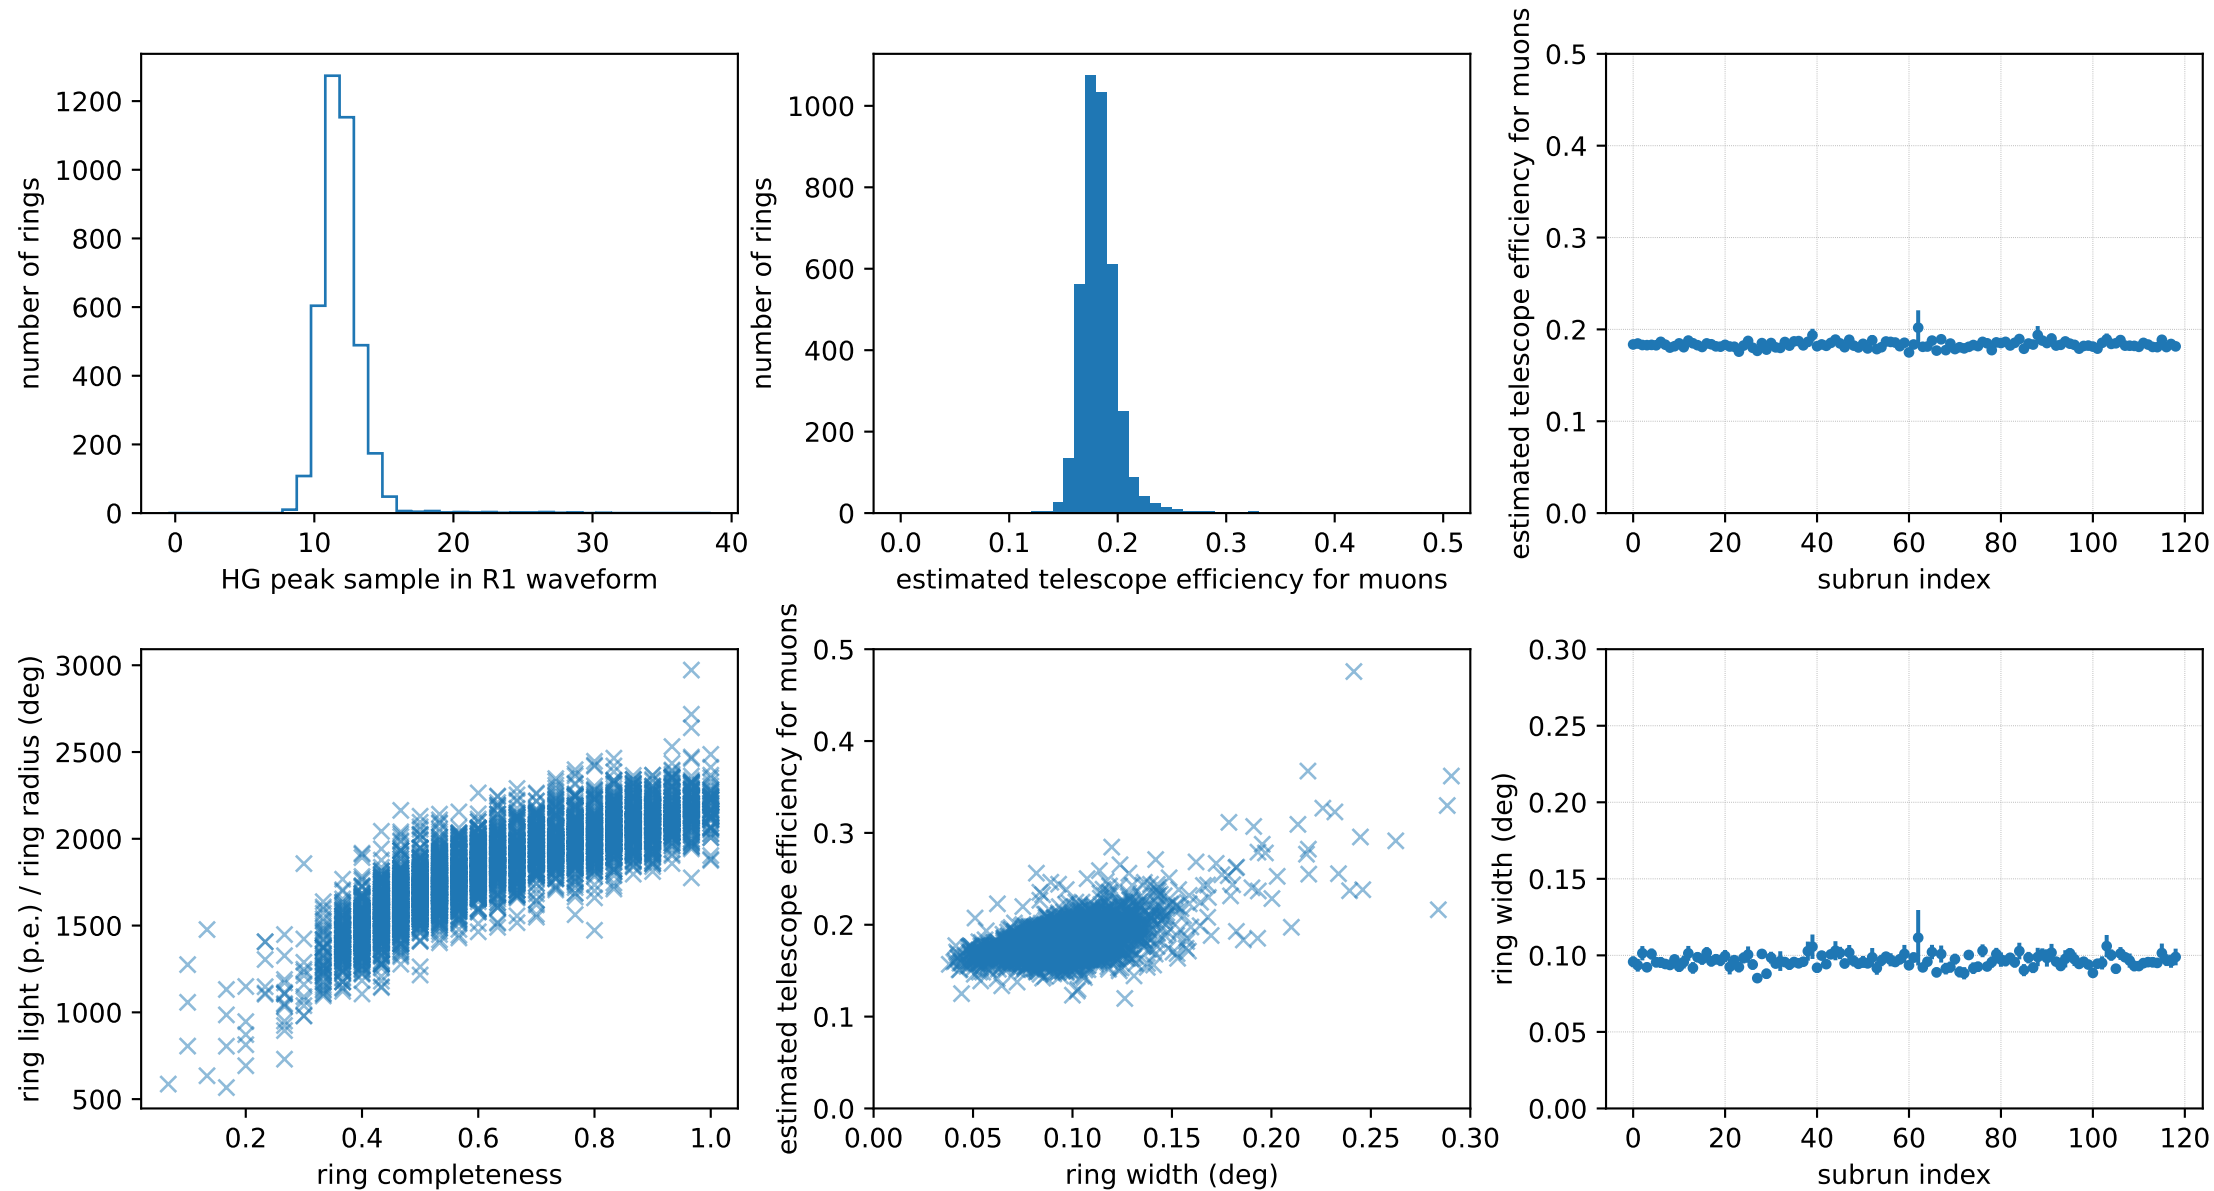 1200
1000
800
600
400
200
0
number of rings
0 10 20 30 40
HG peak sample in R1 waveform
1000
800
600
400
200
0
number of rings
0.0 0.1 0.2 0.3 0.4 0.5
estimated telescope efficiency for muons
0.5
0.4
0.3
0.2
0.1
0.0
estimated telescope efficiency for muons
0 20 40 60 80 100 120
subrun index
3000
2500
2000
1500
1000
500
ring light (p.e.) / ring radius (deg)
0.2 0.4 0.6 0.8 1.0
ring completeness
0.5
0.4
0.3
0.2
0.1
0.0
estimated telescope efficiency for muons
0.00 0.05 0.10 0.15 0.20 0.25 0.30
ring width (deg)
0.30
0.25
0.20
0.15
0.10
0.05
0.00
ring width (deg)
0 20 40 60 80 100 120
subrun index